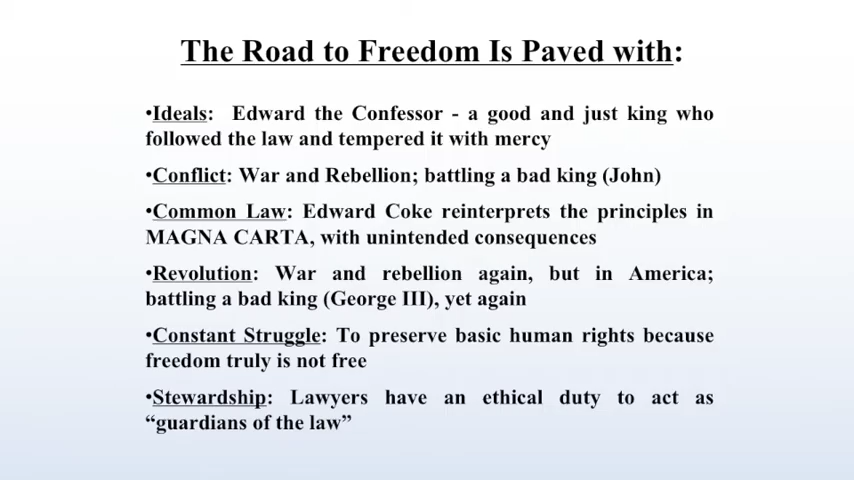 The Road to Freedom Is Paved with:
•Ideals: Edward the Confessor - a good and just king who
followed the law and tempered it with mercy
•Conflict: War and Rebellion; battling a bad king (John)
•Common Law: Edward Coke reinterprets the principles in
MAGNA CARTA, with unintended consequences
•Revolution: War and rebellion again, but in America;
battling a bad king (George III), yet again
•Constant Struggle: To preserve basic human rights because
freedom truly is not free
•Stewardship: Lawyers have an ethical duty to act as
“guardians of the law”